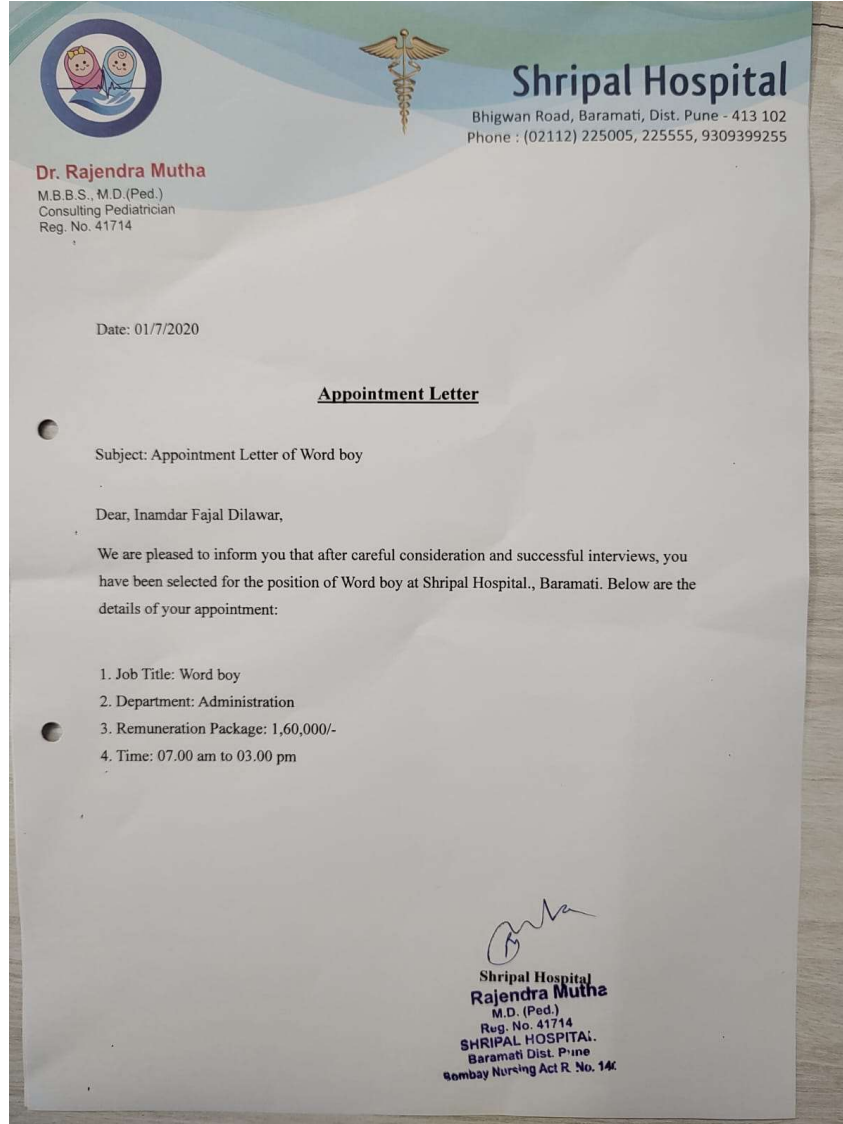 Shripal Hospital
Bhigwan Road, Baramati, Dist. Pune - 413 102
Phone : (02112) 225005, 225555, 9309399255
Dr. Rajendra Mutha
M.B.B.S., M.D.(Ped.)
Consulting Pediatrician
Reg. No. 41714
Date: 01/7/2020
Appointment Letter
Subject: Appointment Letter of Word boy
Dear, Inamdar Fajal Dilawar,
We are pleased to inform you that after careful consideration and successful interviews, you
have been selected for the position of Word boy at Shripal Hospital., Baramati. Below are the
details of your appointment:
1. Job Title: Word boy
2. Department: Administration
3. Remuneration Package: 1,60,000/-
4. Time: 07.00 am to 03.00 pm
Shripal Hospital
Rajendra Mutha
M.D. (Ped.)
Reg. No. 41714
SHRIPAL HOSPITAL
Baramati Dist. Pune
Bombay Nursing Act R. No.